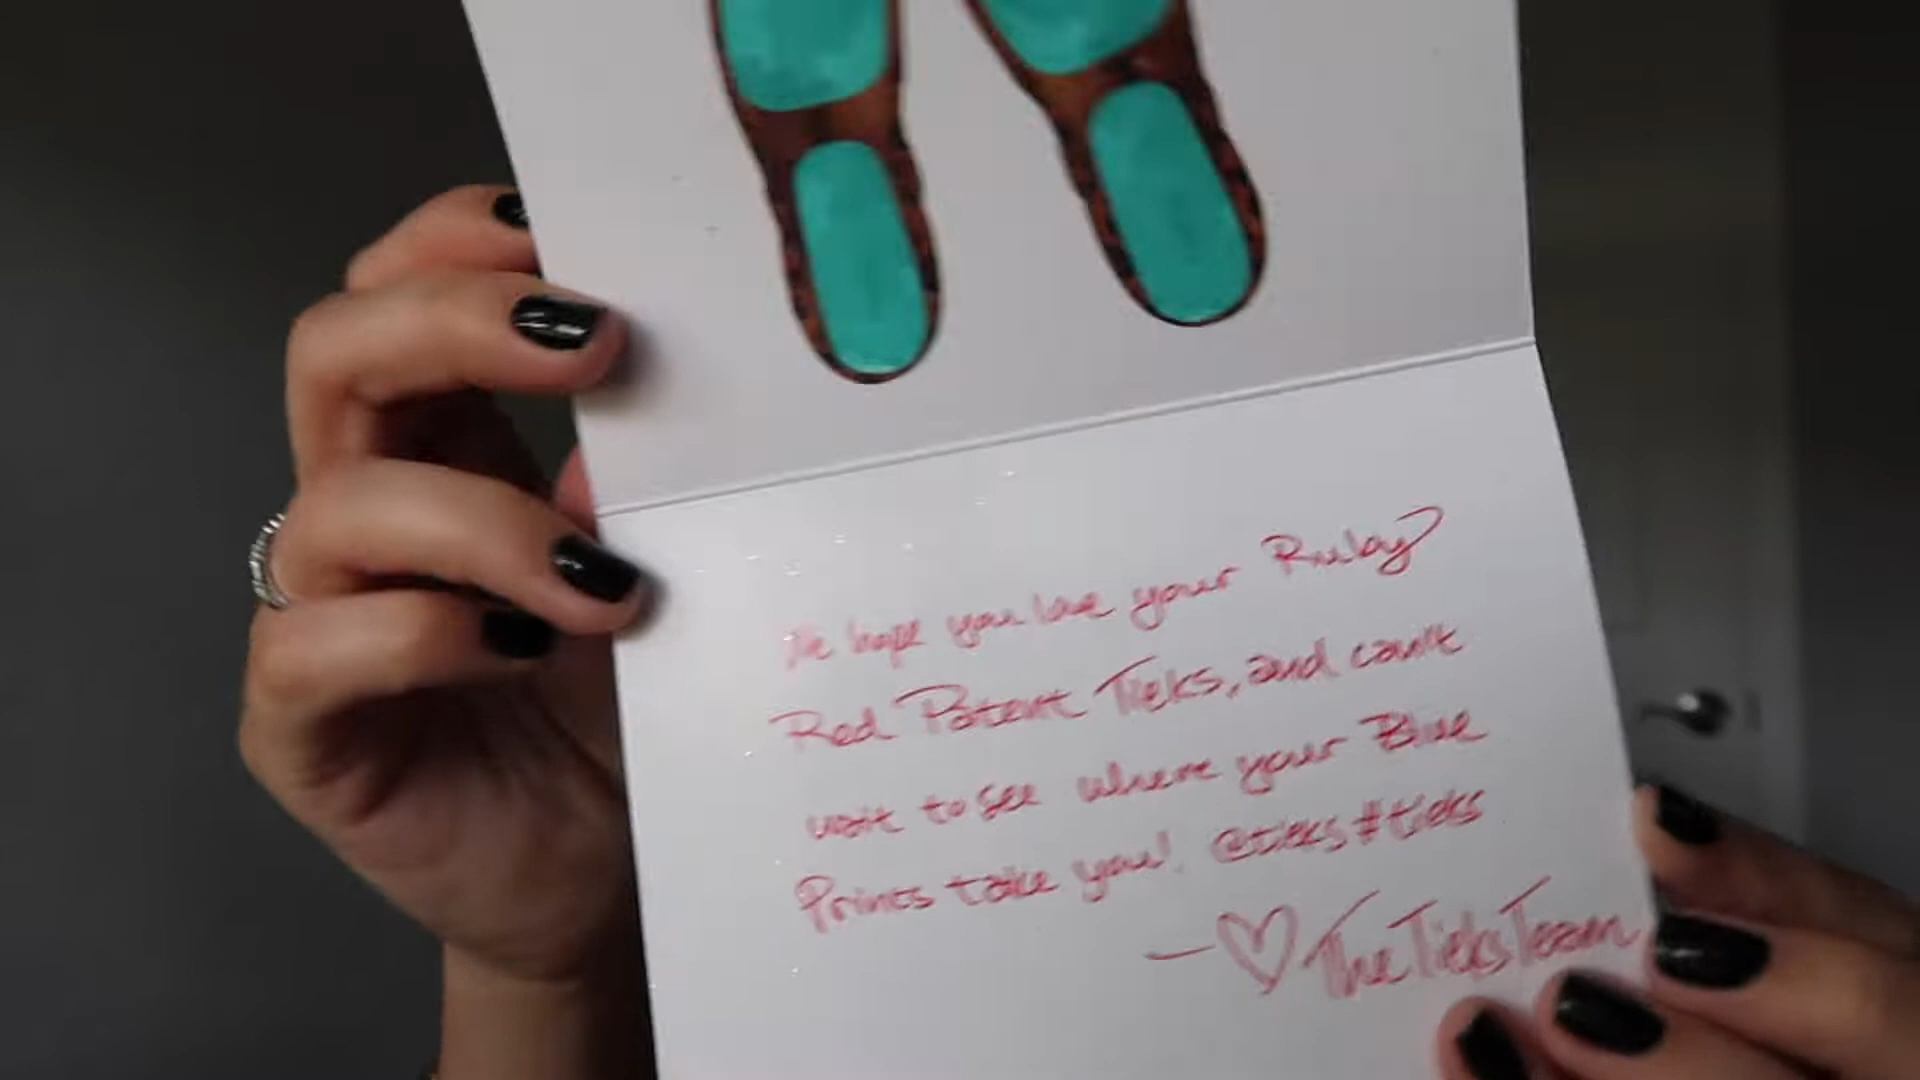 We hope you love your Ruby
Red Patent Tieks, and can't
wait to see where your Blue
Prints take you! @tieks #tieks
—♡ The Tieks Team